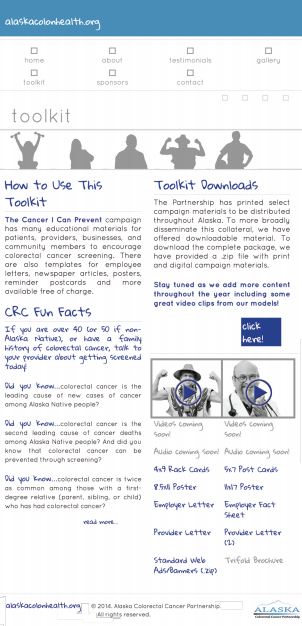 alaskacolonhealth.org
home
about
testimonials
gallery
toolkit
sponsors
contact
toolkit
How to Use This
Toolkit
The Cancer I Can Prevent campaign
has many educational materials for
patients, providers, businesses, and
community members to encourage
colorectal cancer screening. There
are also templates for employee
letters, newspaper articles, posters,
reminder postcards and more
available free of charge.
CRC Fun Facts
If you are over 40 (or 50 if non-
Alaska Native), or have a family
history of colorectal cancer, talk to
your provider about getting screened
today!
Did you know...colorectal cancer is the
leading cause of new cases of cancer
among Alaska Native people?
Did you know...colorectal cancer is the
second leading cause of cancer deaths
among Alaska Native people? And did you
know that colorectal cancer can be
prevented through screening?
Did you know...colorectal cancer is twice
as common among those with a first-
degree relative (parent, sibling, or child)
who has had colorectal cancer?
read more...
Toolkit Downloads
The Partnership has printed select
campaign materials to be distributed
throughout Alaska. To more broadly
disseminate this collateral, we have
offered downloadable material. To
download the complete package, we
have provided a .zip file with print
and digital campaign materials.
Stay tuned as we add more content
throughout the year including some
great video clips from our models!
click
here!
Videos coming
soon!
Videos coming
soon!
Audio coming soon!
Audio coming soon!
4x9 Rack Cards
5x7 Post Cards
8.5x11 Poster
11x17 Poster
Employer Letter
Employer Fact
Sheet
Provider Letter
Provider Letter
(2)
Standard Web
Ads/Banners (.zip)
Trifold Brochure
alaskacolonhealth.org
© 2014. Alaska Colorectal Cancer Partnership.
All rights reserved.
ALASKA
Colorectal Cancer Partnership